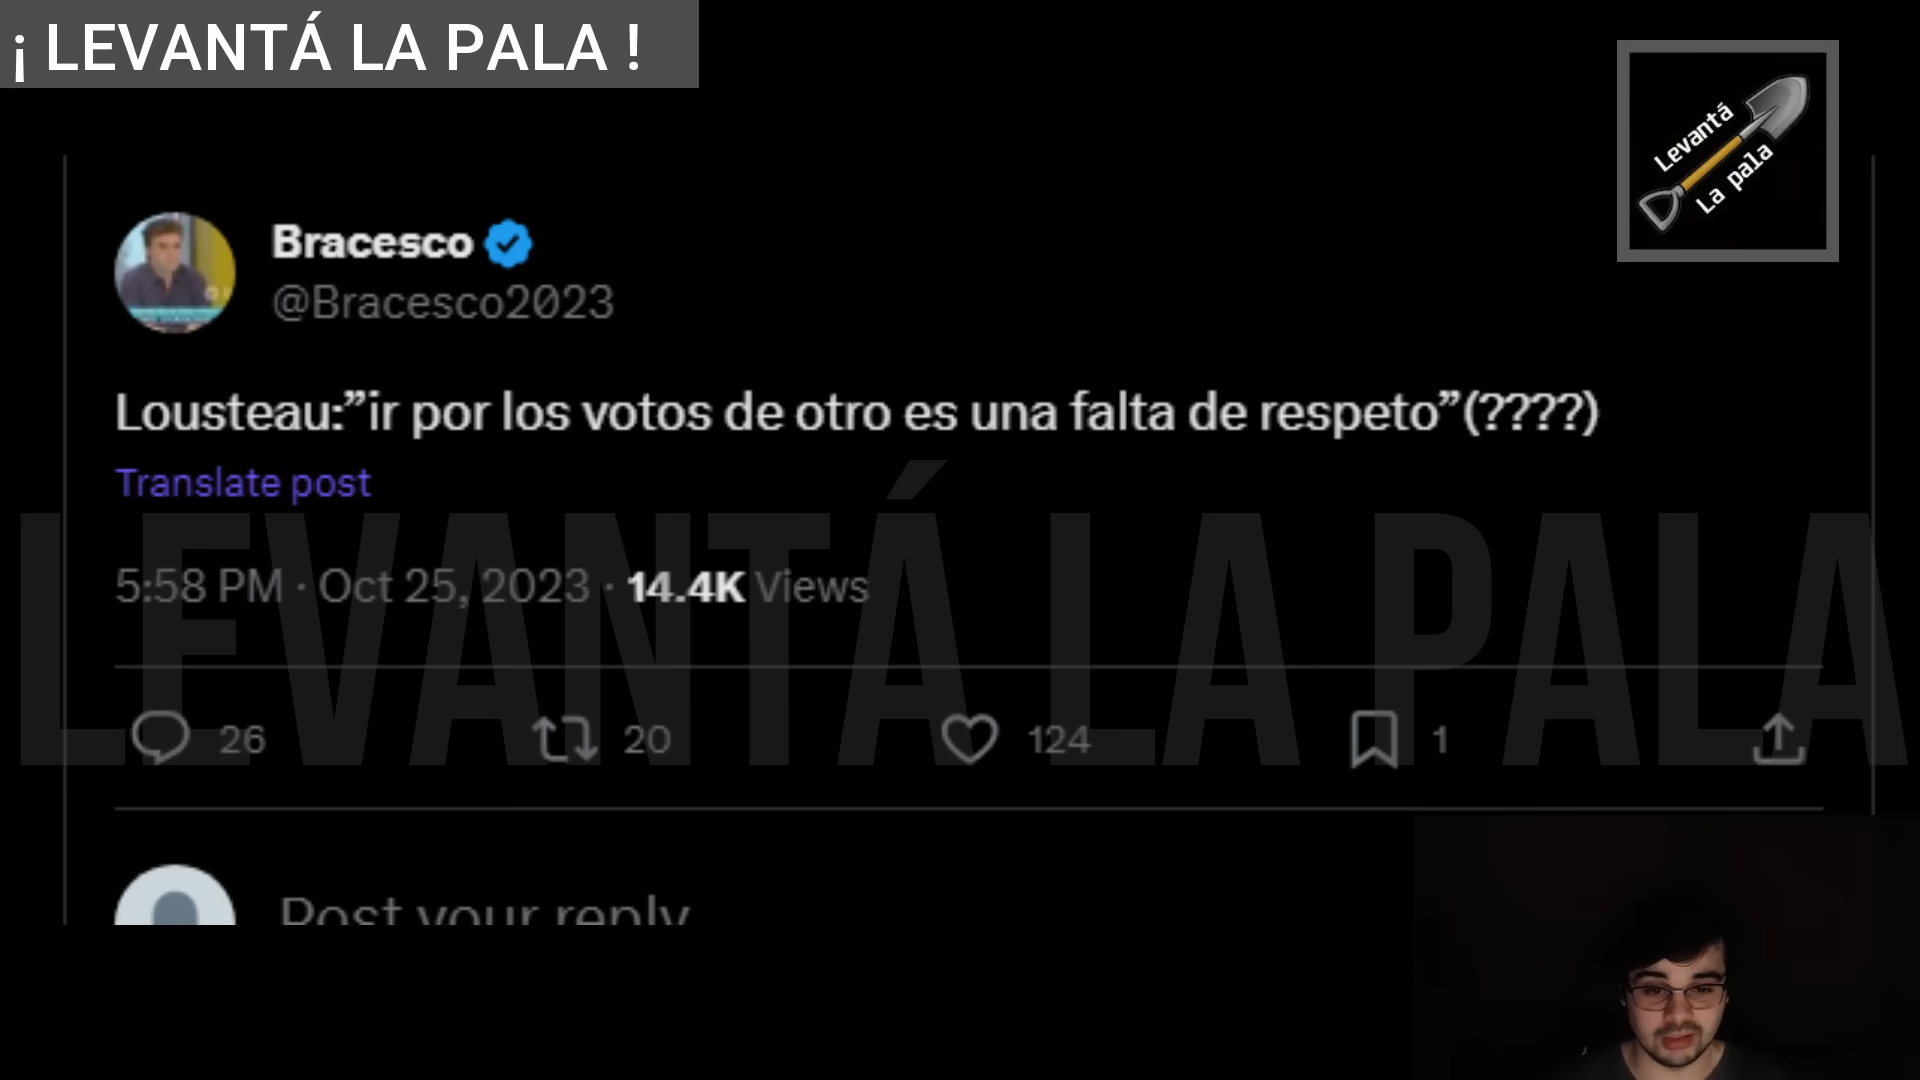 ¡ LEVANTÁ LA PALA !
Levantá
La pala
Bracesco
@Bracesco2023
Lousteau:”ir por los votos de otro es una falta de respeto”(????)
Translate post
LEVANTÁ LA PALA
5:58 PM · Oct 25, 2023 · 14.4K Views
26 20 124 1
Post your reply